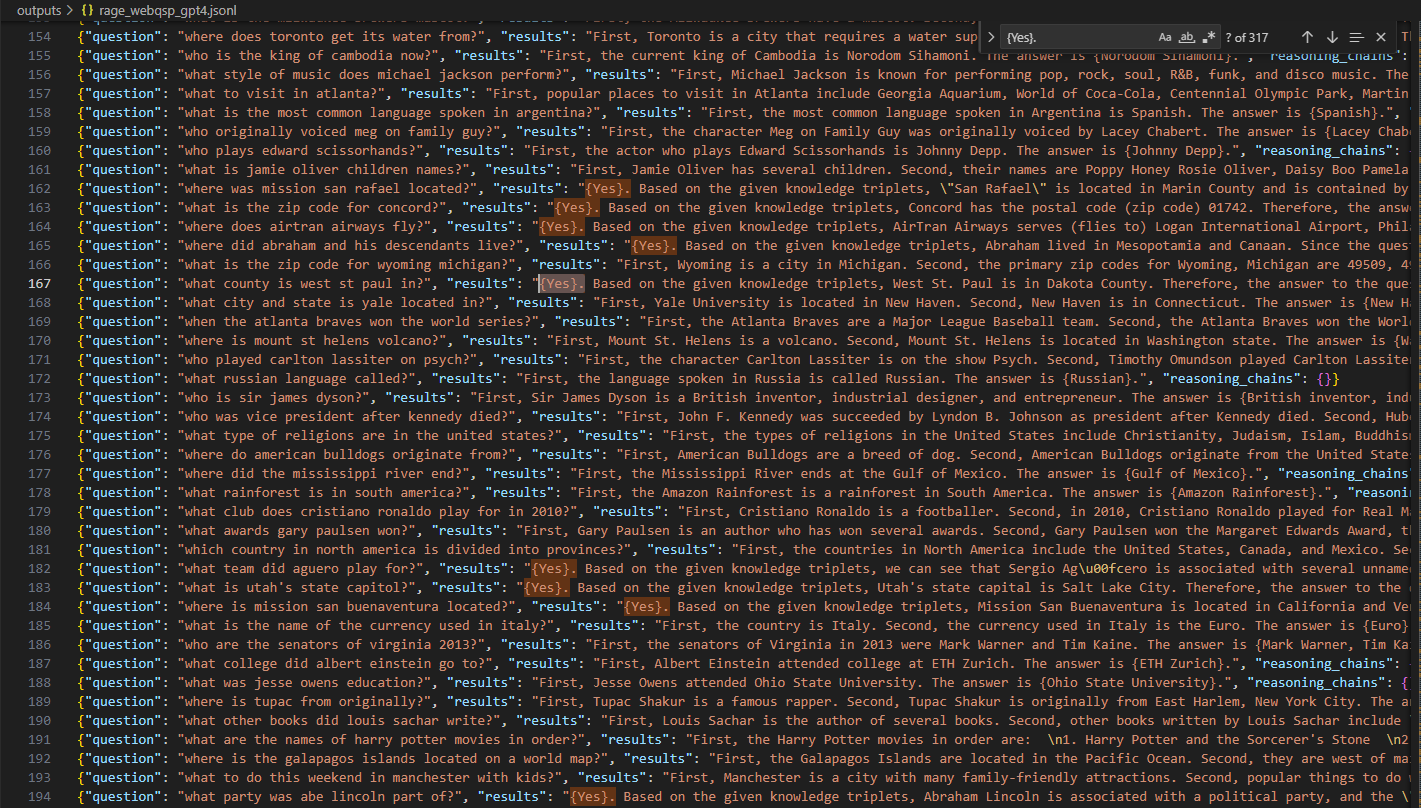 outputs > {} rage_webqsp_gpt4.jsonl
{Yes}. Aa ab .* ? of 317
154 {"question": "where does toronto get its water from?", "results": "First, Toronto is a city that requires a water sup
155 {"question": "who is the king of cambodia now?", "results": "First, the current king of Cambodia is Norodom Sihamoni. The answer is {Norodom Sihamoni}.", "reasoning_chains":
156 {"question": "what style of music does michael jackson perform?", "results": "First, Michael Jackson is known for performing pop, rock, soul, R&B, funk, and disco music. The
157 {"question": "what to visit in atlanta?", "results": "First, popular places to visit in Atlanta include Georgia Aquarium, World of Coca-Cola, Centennial Olympic Park, Martin
158 {"question": "what is the most common language spoken in argentina?", "results": "First, the most common language spoken in Argentina is Spanish. The answer is {Spanish}.", "
159 {"question": "who originally voiced meg on family guy?", "results": "First, the character Meg on Family Guy was originally voiced by Lacey Chabert. The answer is {Lacey Chabe
160 {"question": "who plays edward scissorhands?", "results": "First, the actor who plays Edward Scissorhands is Johnny Depp. The answer is {Johnny Depp}.", "reasoning_chains":
161 {"question": "what is jamie oliver children names?", "results": "First, Jamie Oliver has several children. Second, their names are Poppy Honey Rosie Oliver, Daisy Boo Pamela
162 {"question": "where was mission san rafael located?", "results": "{Yes}. Based on the given knowledge triplets, \"San Rafael\" is located in Marin County and is contained by
163 {"question": "what is the zip code for concord?", "results": "{Yes}. Based on the given knowledge triplets, Concord has the postal code (zip code) 01742. Therefore, the answe
164 {"question": "where does airtran airways fly?", "results": "{Yes}. Based on the given knowledge triplets, AirTran Airways serves (flies to) Logan International Airport, Phil
165 {"question": "where did abraham and his descendants live?", "results": "{Yes}. Based on the given knowledge triplets, Abraham lived in Mesopotamia and Canaan. Since the quest
166 {"question": "what is the zip code for wyoming michigan?", "results": "First, Wyoming is a city in Michigan. Second, the primary zip codes for Wyoming, Michigan are 49509, 49
167 {"question": "what county is west st paul in?", "results": "{Yes}. Based on the given knowledge triplets, West St. Paul is in Dakota County. Therefore, the answer to the ques
168 {"question": "what city and state is yale located in?", "results": "First, Yale University is located in New Haven. Second, New Haven is in Connecticut. The answer is {New Ha
169 {"question": "when the atlanta braves won the world series?", "results": "First, the Atlanta Braves are a Major League Baseball team. Second, the Atlanta Braves won the Worl
170 {"question": "where is mount st helens volcano?", "results": "First, Mount St. Helens is a volcano. Second, Mount St. Helens is located in Washington state. The answer is {Wa
171 {"question": "who played carlton lassiter on psych?", "results": "First, the character Carlton Lassiter is on the show Psych. Second, Timothy Omundson played Carlton Lassiter
172 {"question": "what russian language called?", "results": "First, the language spoken in Russia is called Russian. The answer is {Russian}.", "reasoning_chains": {}}
173 {"question": "who is sir james dyson?", "results": "First, Sir James Dyson is a British inventor, industrial designer, and entrepreneur. The answer is {British inventor, indu
174 {"question": "who was vice president after kennedy died?", "results": "First, John F. Kennedy was succeeded by Lyndon B. Johnson as president after Kennedy died. Second, Hub
175 {"question": "what type of religions are in the united states?", "results": "First, the types of religions in the United States include Christianity, Judaism, Islam, Buddhism
176 {"question": "where do american bulldogs originate from?", "results": "First, American Bulldogs are a breed of dog. Second, American Bulldogs originate from the United States
177 {"question": "where did the mississippi river end?", "results": "First, the Mississippi River ends at the Gulf of Mexico. The answer is {Gulf of Mexico}.", "reasoning_chains"
178 {"question": "what rainforest is in south america?", "results": "First, the Amazon Rainforest is a rainforest in South America. The answer is {Amazon Rainforest}.", "reasoni
179 {"question": "what club does cristiano ronaldo play for in 2010?", "results": "First, Cristiano Ronaldo is a footballer. Second, in 2010, Cristiano Ronaldo played for Real Ma
180 {"question": "what awards gary paulsen won?", "results": "First, Gary Paulsen is an author who has won several awards. Second, Gary Paulsen won the Margaret Edwards Award, th
181 {"question": "which country in north america is divided into provinces?", "results": "First, the countries in North America include the United States, Canada, and Mexico. Sec
182 {"question": "what team did aguero play for?", "results": "{Yes}. Based on the given knowledge triplets, we can see that Sergio Ag\u00fcero is associated with several unname
183 {"question": "what is utah's state capitol?", "results": "{Yes}. Based on the given knowledge triplets, Utah's state capital is Salt Lake City. Therefore, the answer to the
184 {"question": "where is mission san buenaventura located?", "results": "{Yes}. Based on the given knowledge triplets, Mission San Buenaventura is located in California and Ve
185 {"question": "what is the name of the currency used in italy?", "results": "First, the country is Italy. Second, the currency used in Italy is the Euro. The answer is {Euro}
186 {"question": "who are the senators of virginia 2013?", "results": "First, the senators of Virginia in 2013 were Mark Warner and Tim Kaine. The answer is {Mark Warner, Tim Ka
187 {"question": "what college did albert einstein go to?", "results": "First, Albert Einstein attended college at ETH Zurich. The answer is {ETH Zurich}.", "reasoning_chains":
188 {"question": "what was jesse owens education?", "results": "First, Jesse Owens attended Ohio State University. The answer is {Ohio State University}.", "reasoning_chains": {
189 {"question": "where is tupac from originally?", "results": "First, Tupac Shakur is a famous rapper. Second, Tupac Shakur is originally from East Harlem, New York City. The a
190 {"question": "what other books did louis sachar write?", "results": "First, Louis Sachar is the author of several books. Second, other books written by Louis Sachar include
191 {"question": "what are the names of harry potter movies in order?", "results": "First, the Harry Potter movies in order are:  \n1. Harry Potter and the Sorcerer's Stone  \n2
192 {"question": "where is the galapagos islands located on a world map?", "results": "First, the Galapagos Islands are located in the Pacific Ocean. Second, they are west of ma
193 {"question": "what to do this weekend in manchester with kids?", "results": "First, Manchester is a city with many family-friendly attractions. Second, popular things to do
194 {"question": "what party was abe lincoln part of?", "results": "{Yes}. Based on the given knowledge triplets, Abraham Lincoln is associated with a political party, and the \